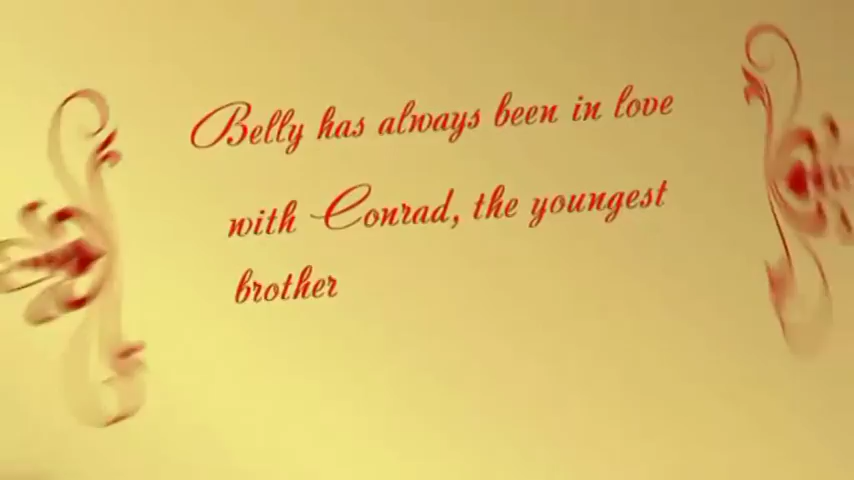 Belly has always been in love
with Conrad, the youngest
brother